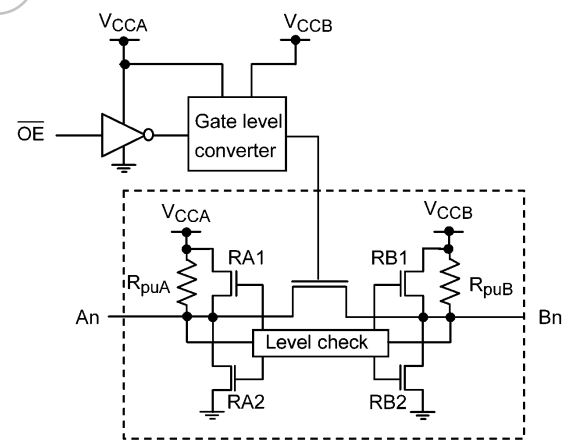 VCCA
VCCB
OE
Gate level
converter
VCCA
VCCB
RA1
RB1
RpuA
RpuB
An
Bn
Level check
RA2
RB2